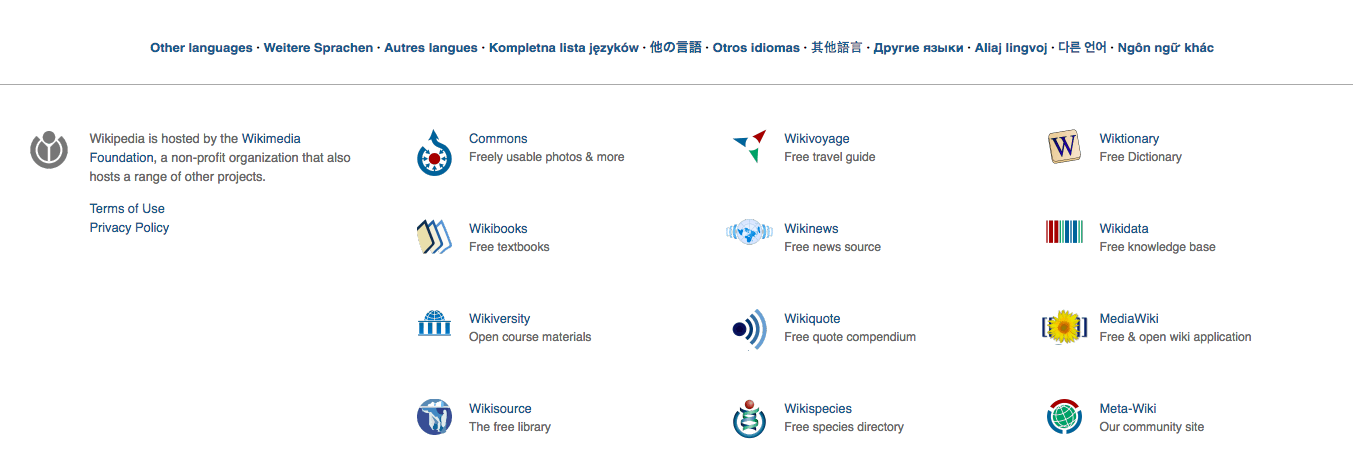 Other languages · Weitere Sprachen · Autres langues · Kompletna lista języków · 他の言語 · Otros idiomas · 其他語言 · Другие языки · Aliaj lingvoj · 다른 언어 · Ngôn ngữ khác
Wikipedia is hosted by the Wikimedia
Foundation, a non-profit organization that also
hosts a range of other projects.
Terms of Use
Privacy Policy
Commons
Freely usable photos & more
Wikivoyage
Free travel guide
Wiktionary
Free Dictionary
Wikibooks
Free textbooks
Wikinews
Free news source
Wikidata
Free knowledge base
Wikiversity
Open course materials
Wikiquote
Free quote compendium
MediaWiki
Free & open wiki application
Wikisource
The free library
Wikispecies
Free species directory
Meta-Wiki
Our community site